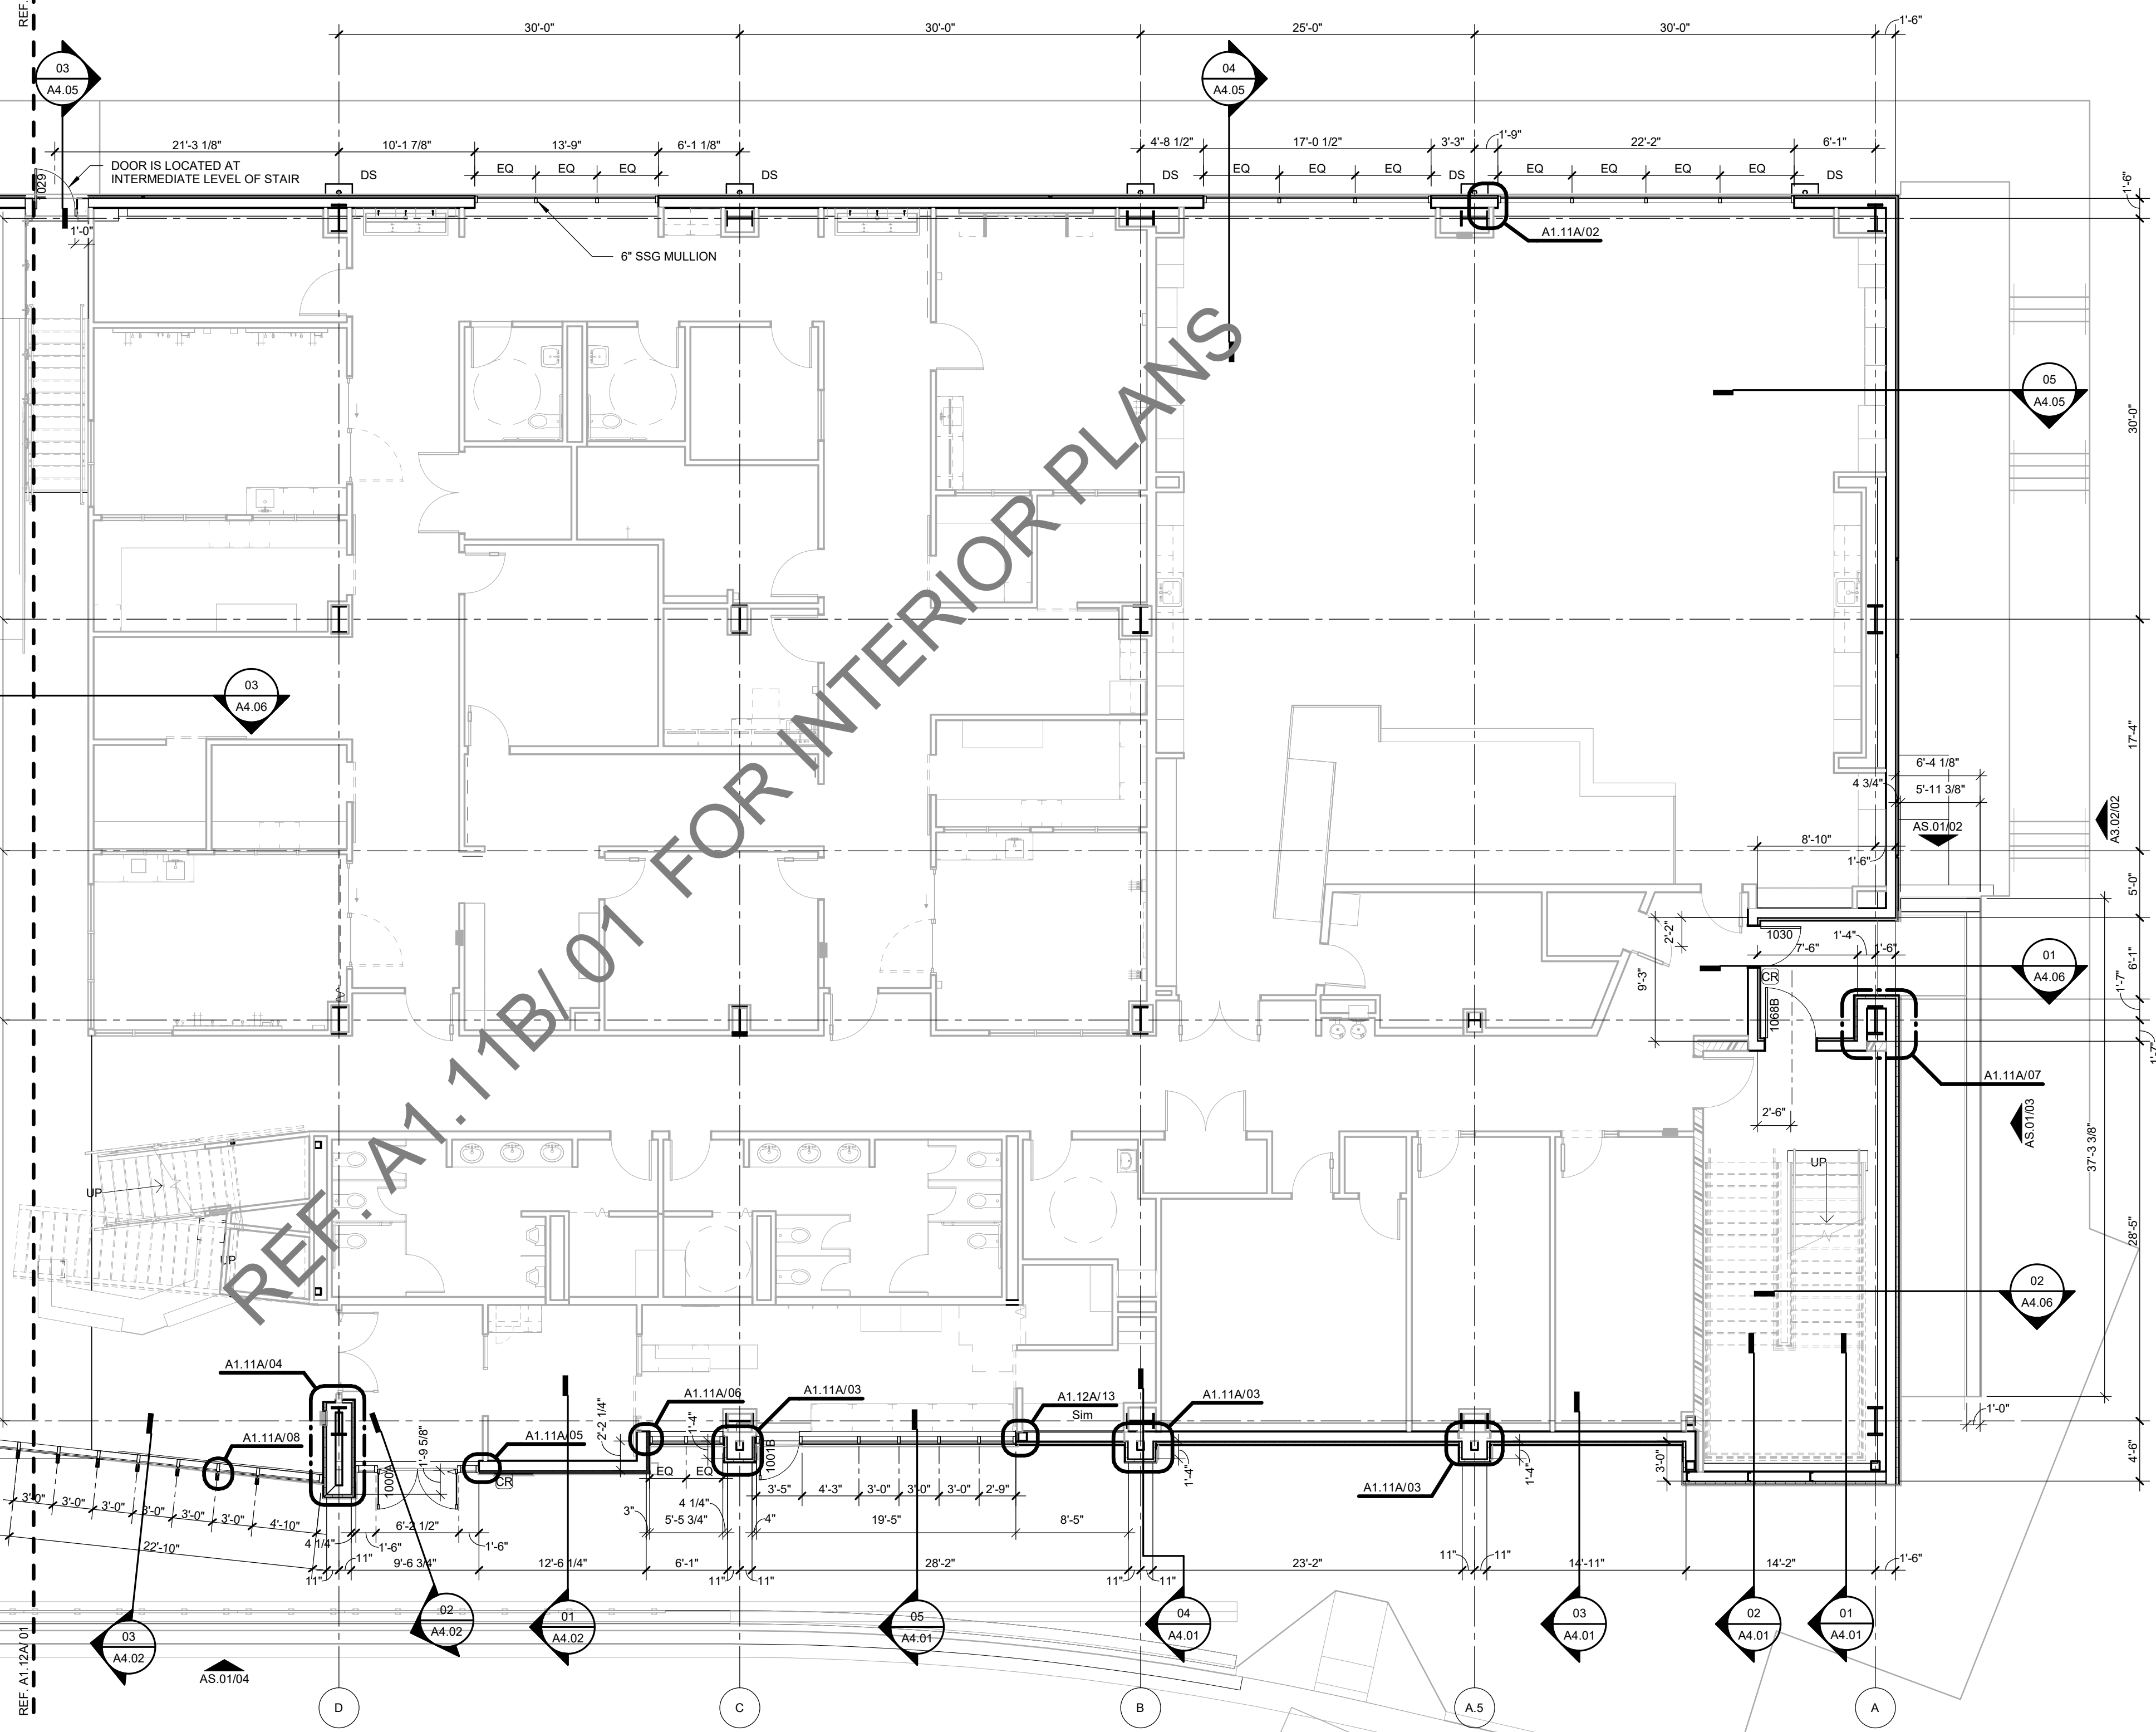 REF.
30'-0"
30'-0"
25'-0"
30'-0"
1'-6"
03
A4.05
04
A4.05
21'-3 1/8"
10'-1 7/8"
13'-9"
6'-1 1/8"
4'-8 1/2"
17'-0 1/2"
3'-3"
1'-9"
22'-2"
6'-1"
DOOR IS LOCATED AT
INTERMEDIATE LEVEL OF STAIR
DS
EQ
EQ
EQ
DS
DS
EQ
EQ
EQ
DS
EQ
EQ
EQ
EQ
DS
1029
1'-6"
1'-0"
6" SSG MULLION
A1.11A/02
05
A4.05
30'-0"
REF. A1.11B/ 01 FOR INTERIOR PLANS
03
A4.06
17'-4"
6'-4 1/8"
4 3/4"
5'-11 3/8"
AS.01/02
A3.02/02
8'-10"
1'-6"
5'-0"
2'-2"
1030
7'-6"
1'-4"
1'-6"
6'-1"
01
A4.06
CR
9'-3"
1'-7"
1068B
1'-7"
A1.11A/07
2'-6"
AS.01/03
37'-3 3/8"
UP
UP
UP
28'-5"
02
A4.06
A1.11A/04
A1.11A/06
A1.11A/03
A1.12A/13
Sim
A1.11A/03
A1.11A/08
A1.11A/05
2'-2 1/4"
1'-4"
1'-9 5/8"
1000A
CR
1001B
1'-4"
1'-4"
3'-0"
1'-0"
4'-6"
A1.11A/03
EQ
EQ
3'-5"
4'-3"
3'-0"
3'-0"
3'-0"
2'-9"
3'-0"
3'-0"
3'-0"
3'-0"
3'-0"
3'-0"
4'-10"
3"
4 1/4"
4"
5'-5 3/4"
19'-5"
8'-5"
6'-2 1/2"
4 1/4"
1'-6"
1'-6"
22'-10"
11"
11"
9'-6 3/4"
12'-6 1/4"
6'-1"
11"
11"
28'-2"
11"
11"
23'-2"
11"
11"
14'-11"
14'-2"
1'-6"
03
A4.02
02
A4.02
01
A4.02
05
A4.01
04
A4.01
03
A4.01
02
A4.01
01
A4.01
REF. A1.12A/ 01
AS.01/04
D
C
B
A.5
A